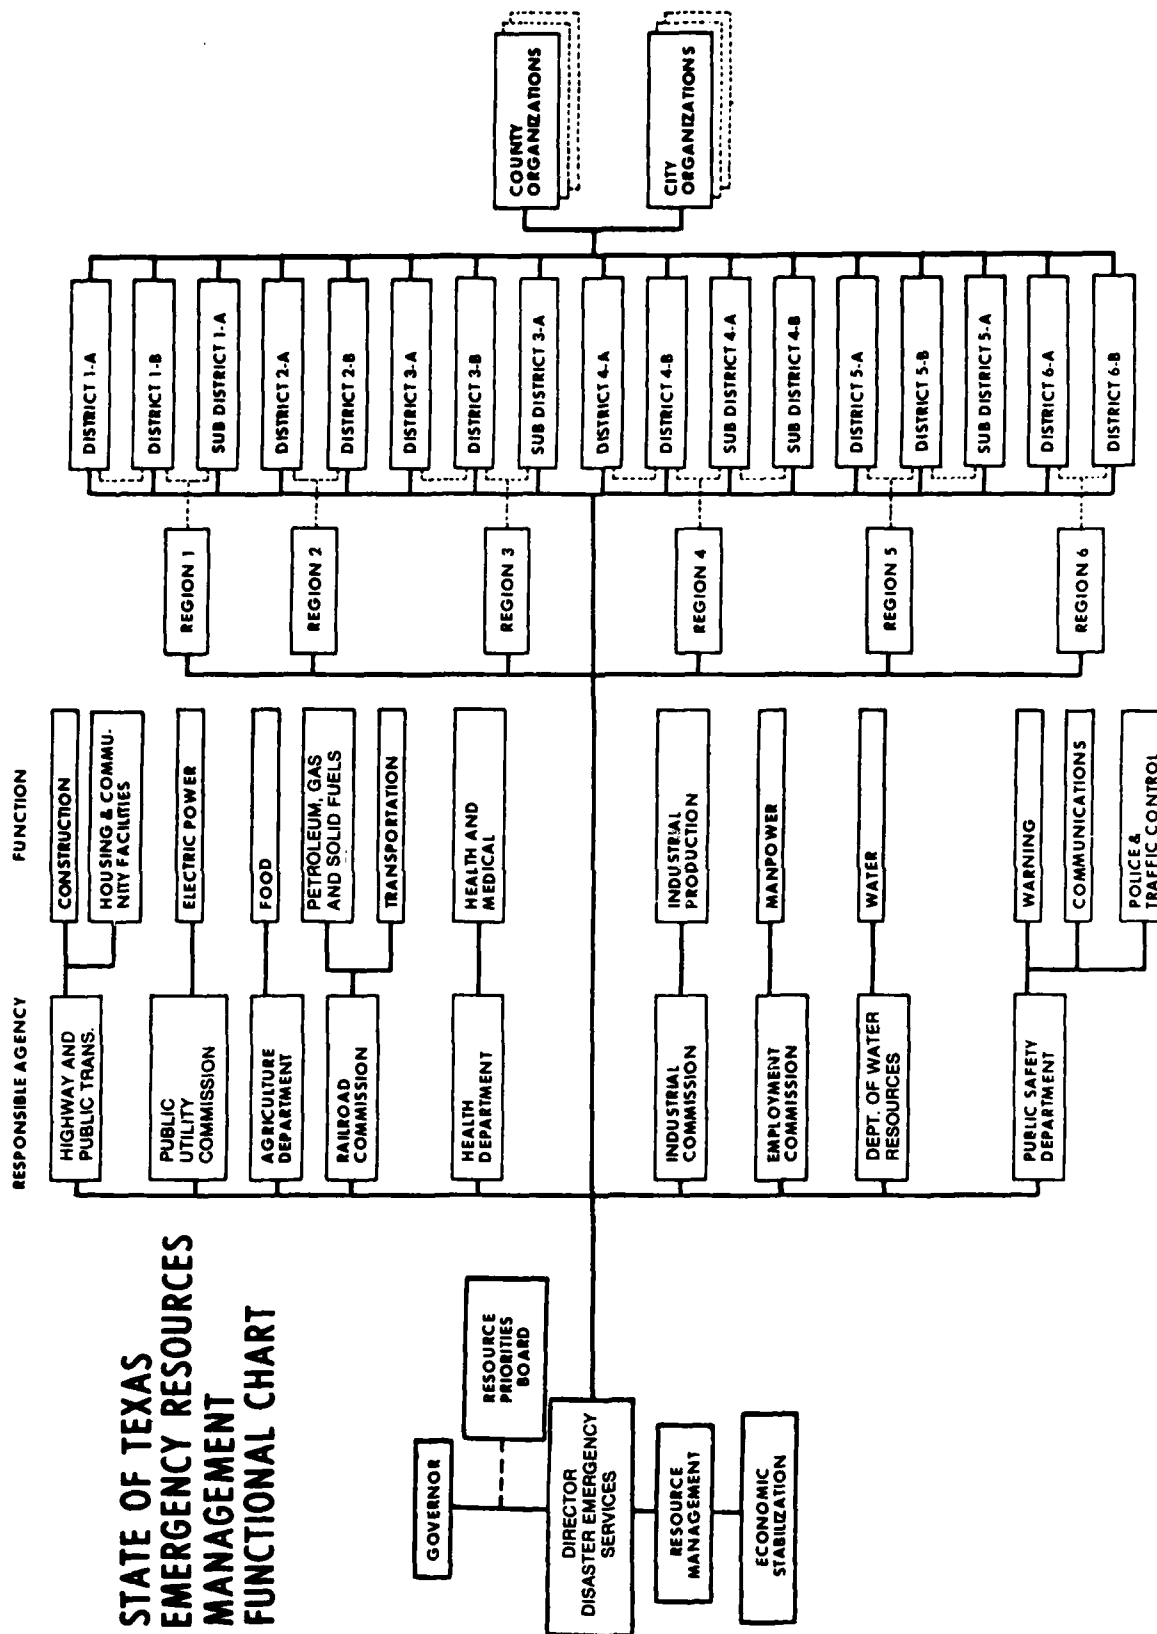 STATE OF TEXAS
EMERGENCY RESOURCES
MANAGEMENT
FUNCTIONAL CHART
GOVERNOR
RESOURCE
PRIORITIES
BOARD
DIRECTOR
DISASTER EMERGENCY
SERVICES
RESOURCE
MANAGEMENT
ECONOMIC
STABILIZATION
RESPONSIBLE AGENCY
HIGHWAY AND
PUBLIC TRANS.
PUBLIC
UTILITY
COMMISSION
AGRICULTURE
DEPARTMENT
RAILROAD
COMMISSION
HEALTH
DEPARTMENT
INDUSTRIAL
COMMISSION
EMPLOYMENT
COMMISSION
DEPT. OF WATER
RESOURCES
PUBLIC SAFETY
DEPARTMENT
FUNCTION
CONSTRUCTION
HOUSING & COMMU-
NITY FACILITIES
ELECTRIC POWER
FOOD
PETROLEUM, GAS
AND SOLID FUELS
TRANSPORTATION
HEALTH AND
MEDICAL
INDUSTRIAL
PRODUCTION
MANPOWER
WATER
WARNING
COMMUNICATIONS
POLICE &
TRAFFIC CONTROL
REGION 1
REGION 2
REGION 3
REGION 4
REGION 5
REGION 6
DISTRICT 1-A
DISTRICT 1-B
SUB DISTRICT 1-A
DISTRICT 2-A
DISTRICT 2-B
DISTRICT 3-A
DISTRICT 3-B
SUB DISTRICT 3-A
DISTRICT 4-A
DISTRICT 4-B
SUB DISTRICT 4-A
SUB DISTRICT 4-B
DISTRICT 5-A
DISTRICT 5-B
SUB DISTRICT 5-A
DISTRICT 6-A
DISTRICT 6-B
COUNTY
ORGANIZATIONS
CITY
ORGANIZATIONS